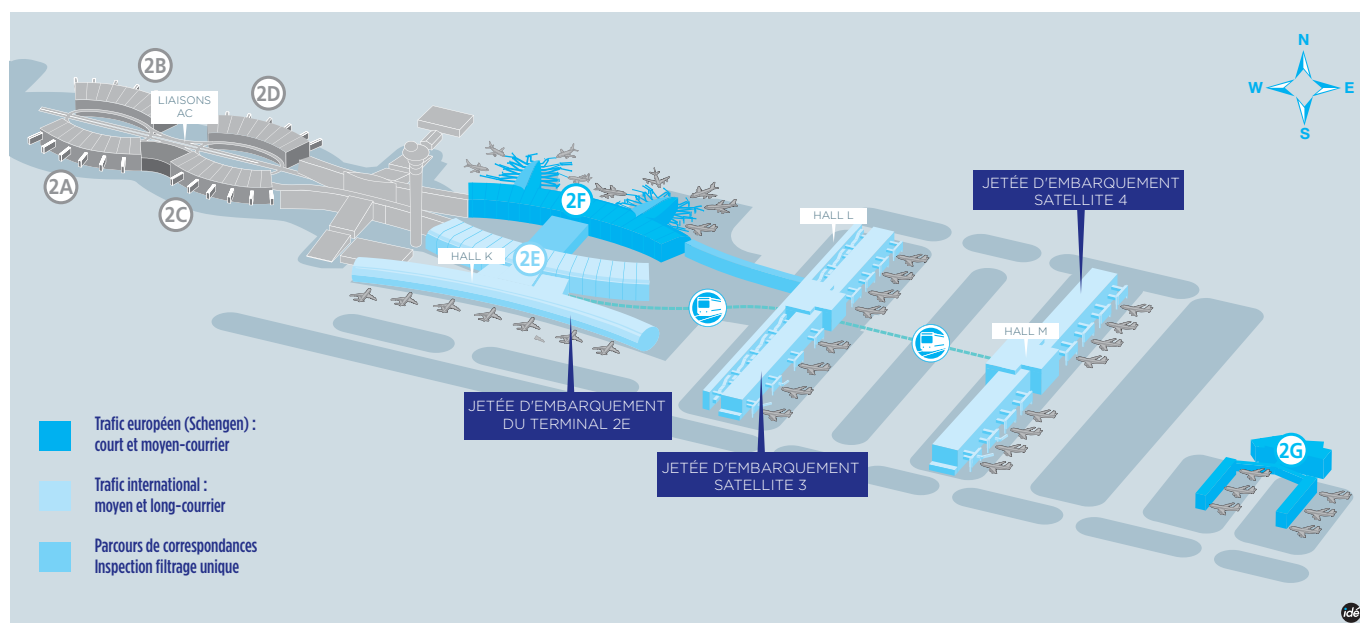 N
W
E
S
2B
2D
LIAISONS
AC
2A
2C
2F
2E
HALL K
HALL L
JETÉE D'EMBARQUEMENT
SATELLITE 4
HALL M
JETÉE D'EMBARQUEMENT
DU TERMINAL 2E
JETÉE D'EMBARQUEMENT
SATELLITE 3
2G
Trafic européen (Schengen) :
court et moyen-courrier
Trafic international :
moyen et long-courrier
Parcours de correspondances
Inspection filtrage unique
idé